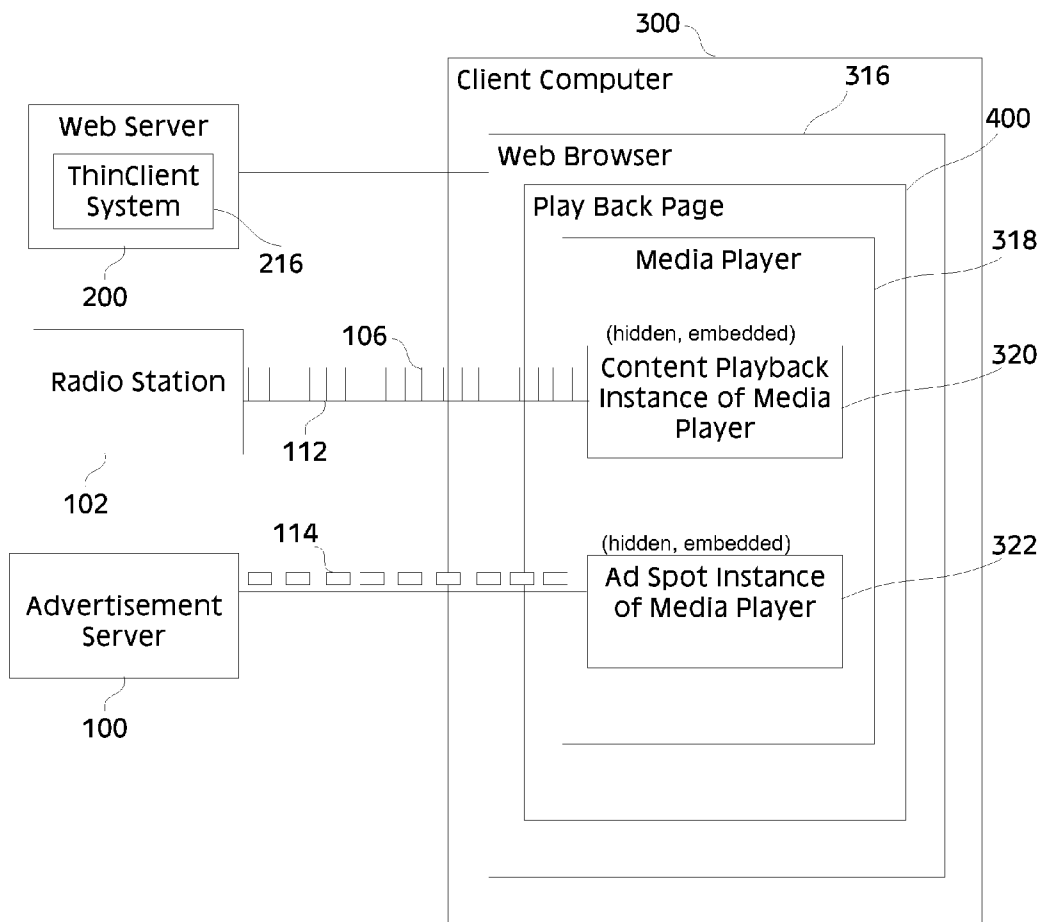 300
Client Computer
316
400
Web Server
Web Browser
ThinClient
System
Play Back Page
318
216
Media Player
200
(hidden, embedded)
106
320
Radio Station
Content Playback
Instance of Media
Player
112
102
114
(hidden, embedded)
322
Ad Spot Instance
of Media Player
Advertisement
Server
100